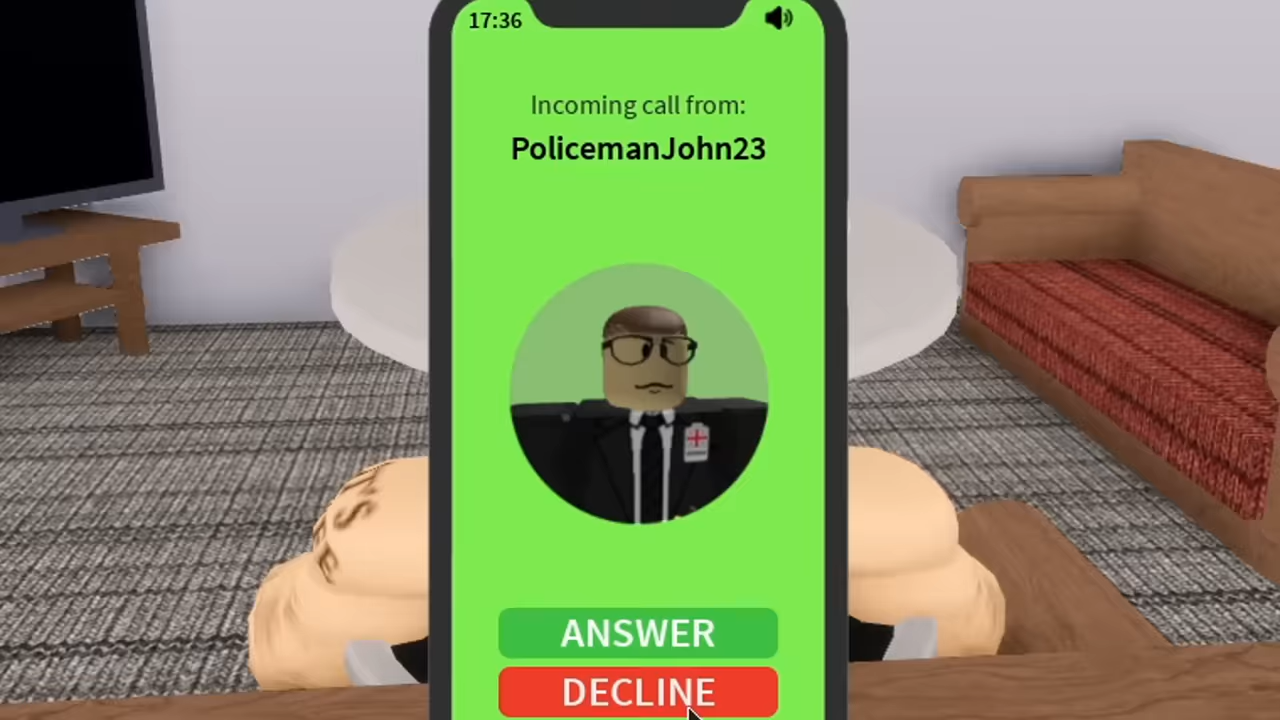 17:36
Incoming call from:
PolicemanJohn23
ANSWER
DECLINE